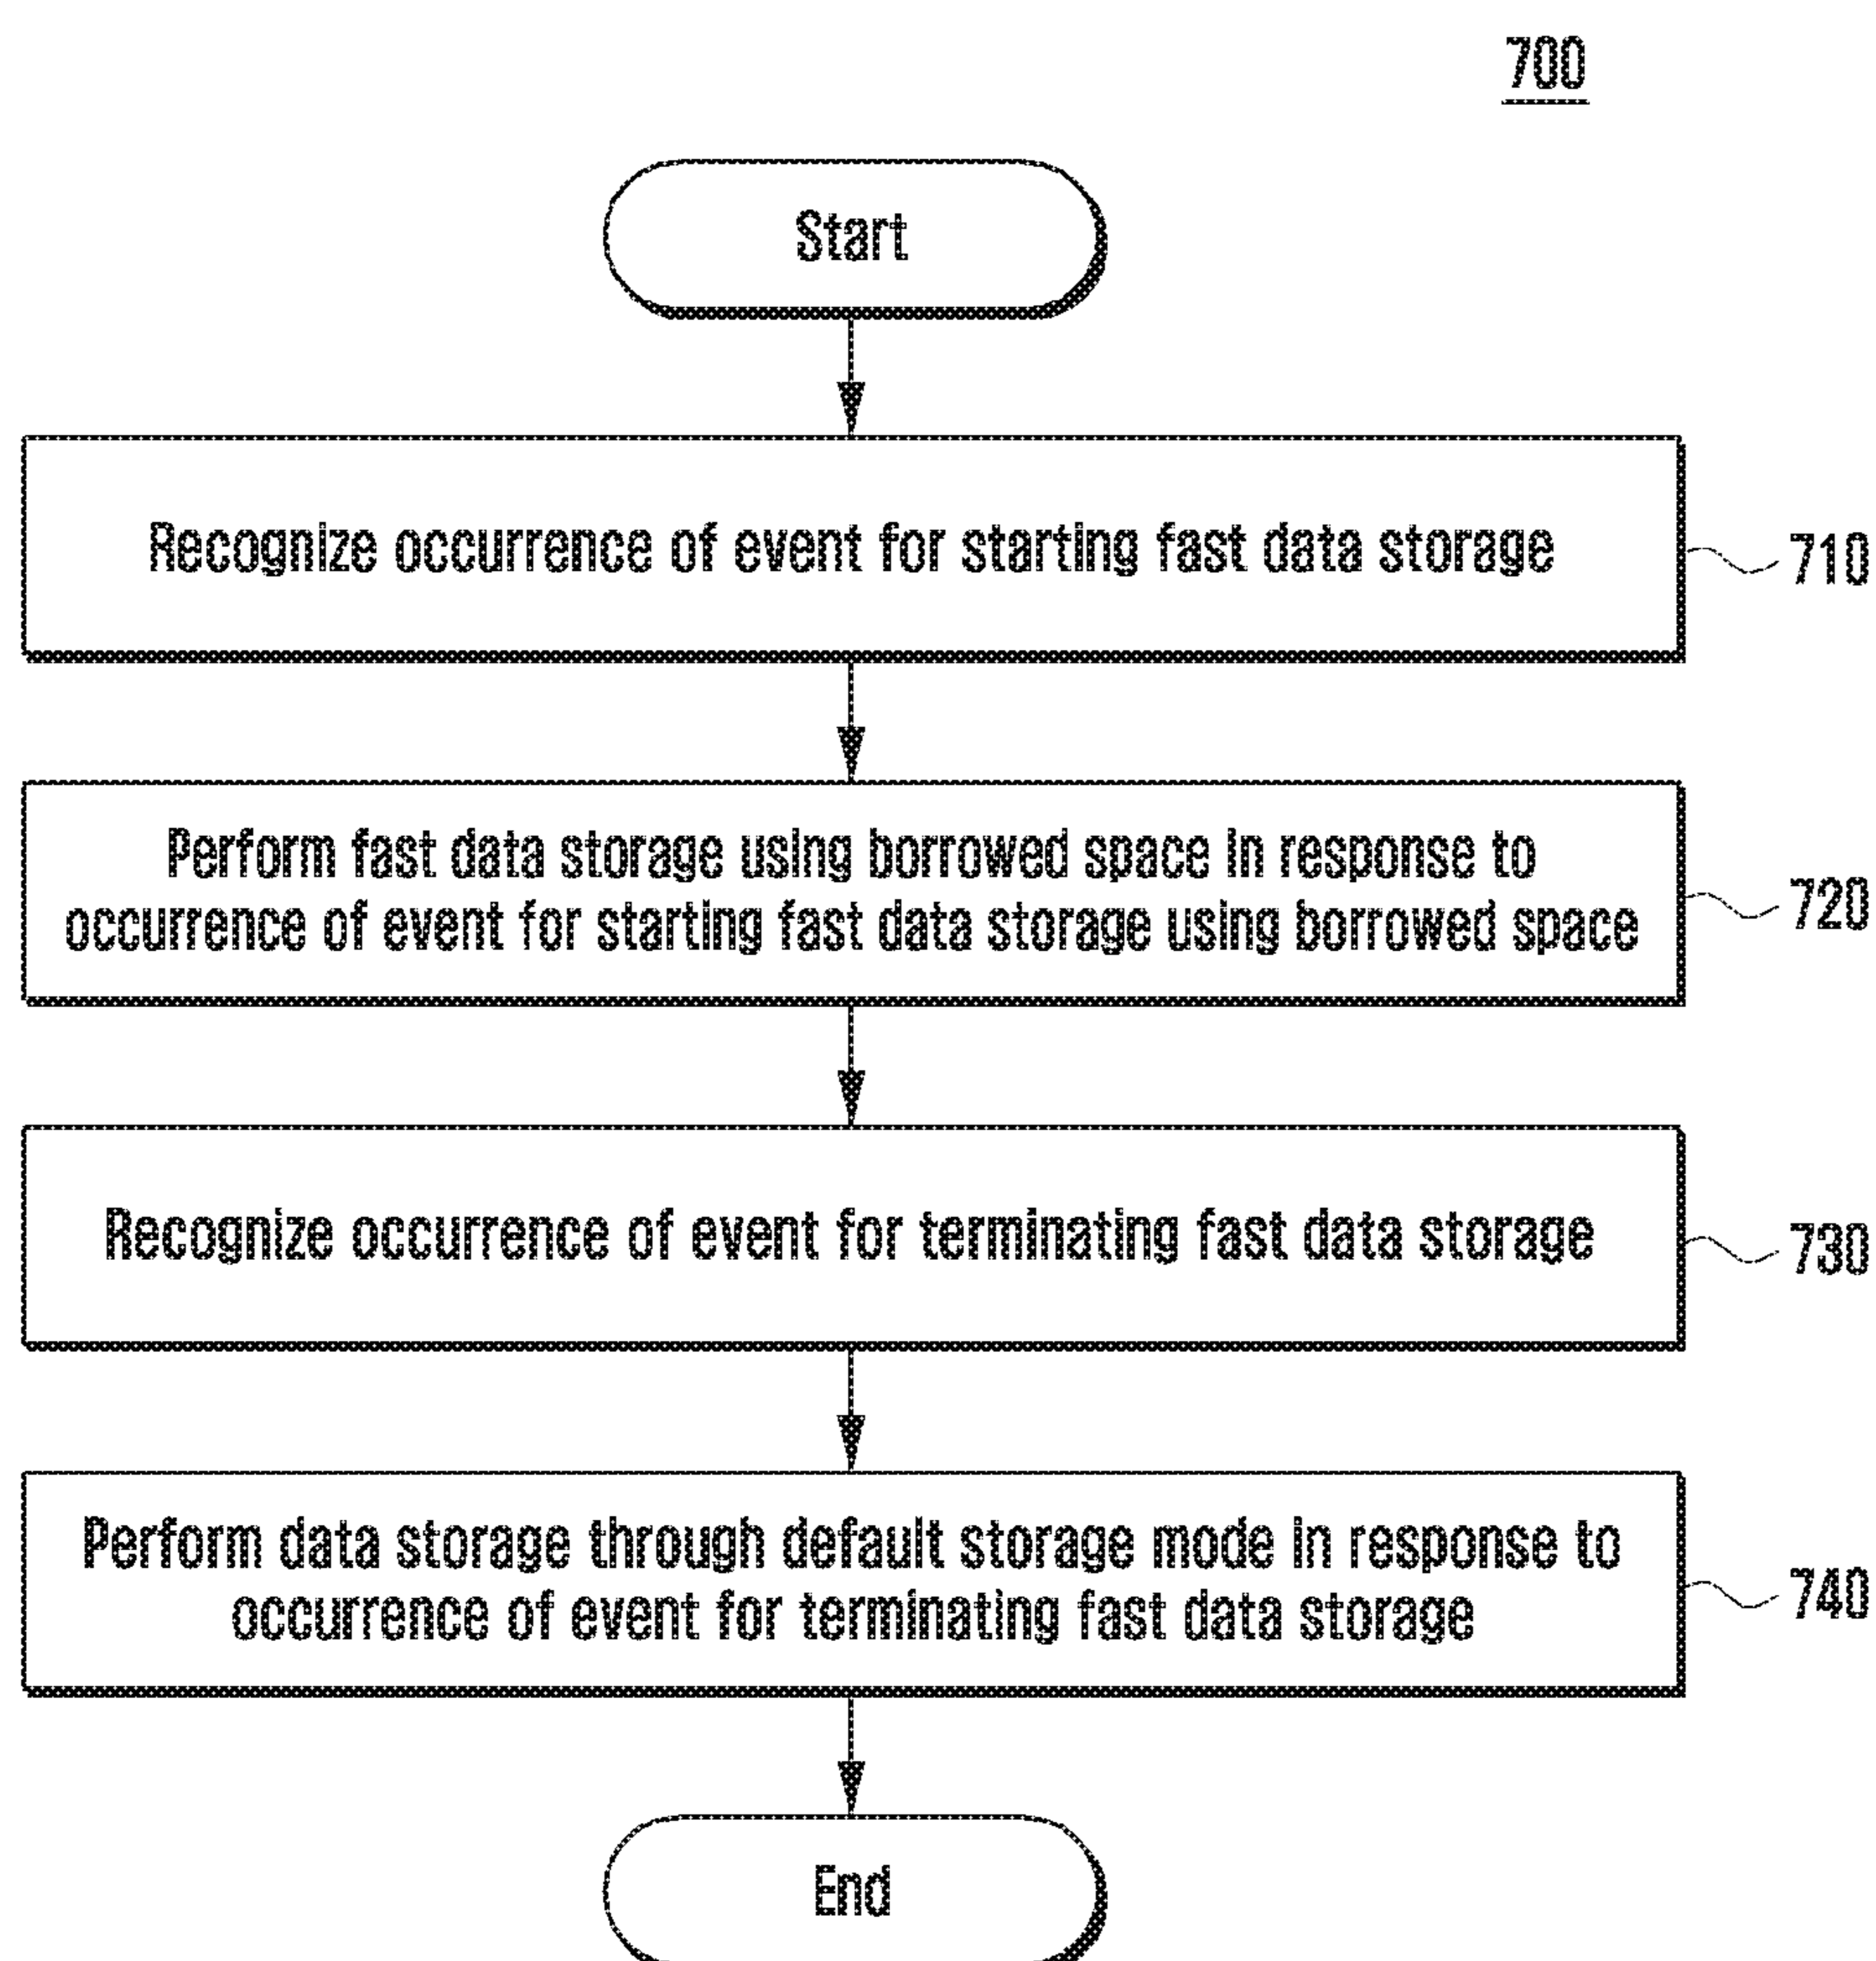 700
Start
Recognize occurrence of event for starting fast data storage
710
Perform fast data storage using borrowed space in response to
occurrence of event for starting fast data storage using borrowed space
720
Recognize occurrence of event for terminating fast data storage
730
Perform data storage through default storage mode in response to
occurrence of event for terminating fast data storage
740
End